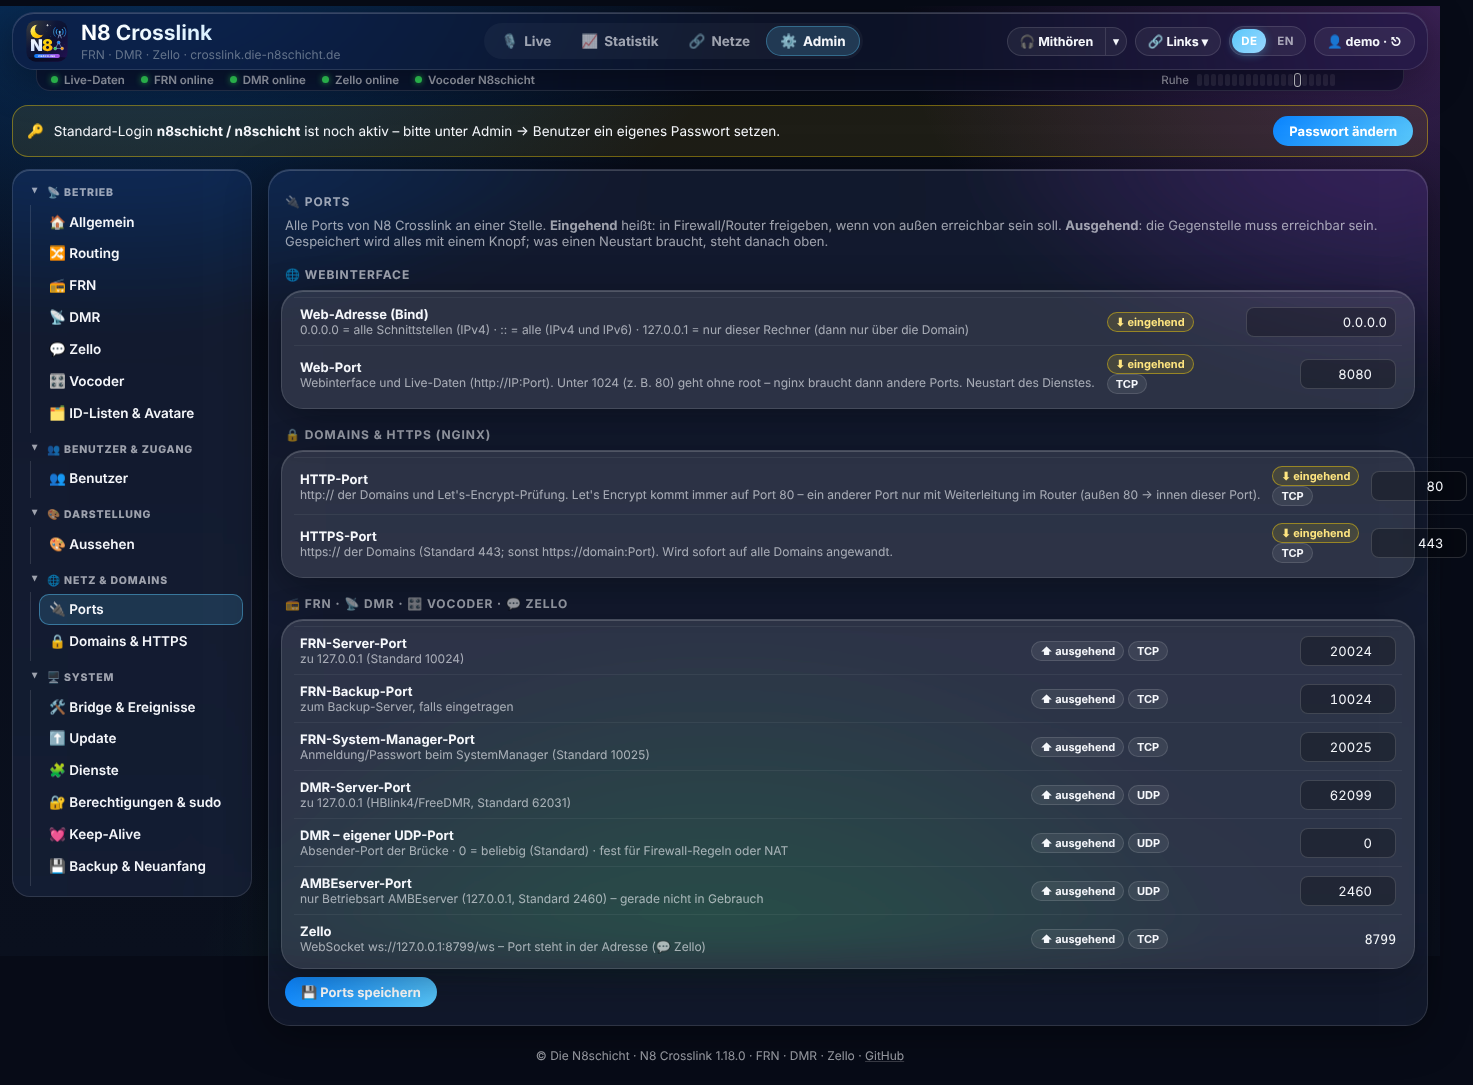 N8 Crosslink
FRN · DMR · Zello · crosslink.die-n8schicht.de
🎙️ Live
📈 Statistik
🔗 Netze
⚙️ Admin
🎧 Mithören ▾
🔗 Links ▾
DE EN
👤 demo · ⎋
Live-Daten
FRN online
DMR online
Zello online
Vocoder N8schicht
Ruhe
🔑 Standard-Login n8schicht / n8schicht ist noch aktiv – bitte unter Admin → Benutzer ein eigenes Passwort setzen.
Passwort ändern
▾ 📡 BETRIEB
🏠 Allgemein
🔀 Routing
📻 FRN
📡 DMR
💬 Zello
🎛️ Vocoder
🗂️ ID-Listen & Avatare
▾ 👥 BENUTZER & ZUGANG
👥 Benutzer
▾ 🎨 DARSTELLUNG
🎨 Aussehen
▾ 🌐 NETZ & DOMAINS
🔌 Ports
🔒 Domains & HTTPS
▾ 🖥️ SYSTEM
🛠️ Bridge & Ereignisse
⬆️ Update
🧩 Dienste
🔐 Berechtigungen & sudo
💓 Keep-Alive
💾 Backup & Neuanfang
🔌 PORTS
Alle Ports von N8 Crosslink an einer Stelle. Eingehend heißt: in Firewall/Router freigeben, wenn von außen erreichbar sein soll. Ausgehend: die Gegenstelle muss erreichbar sein.
Gespeichert wird alles mit einem Knopf; was einen Neustart braucht, steht danach oben.
🌐 WEBINTERFACE
Web-Adresse (Bind)
0.0.0.0 = alle Schnittstellen (IPv4) · :: = alle (IPv4 und IPv6) · 127.0.0.1 = nur dieser Rechner (dann nur über die Domain)
⬇ eingehend
0.0.0.0
Web-Port
Webinterface und Live-Daten (http://IP:Port). Unter 1024 (z. B. 80) geht ohne root – nginx braucht dann andere Ports. Neustart des Dienstes.
⬇ eingehend
TCP
8080
🔒 DOMAINS & HTTPS (NGINX)
HTTP-Port
http:// der Domains und Let's-Encrypt-Prüfung. Let's Encrypt kommt immer auf Port 80 – ein anderer Port nur mit Weiterleitung im Router (außen 80 → innen dieser Port).
⬇ eingehend
TCP
80
HTTPS-Port
https:// der Domains (Standard 443; sonst https://domain:Port). Wird sofort auf alle Domains angewandt.
⬇ eingehend
TCP
443
📻 FRN · 📡 DMR · 🎛️ VOCODER · 💬 ZELLO
FRN-Server-Port
zu 127.0.0.1 (Standard 10024)
⬆ ausgehend TCP
20024
FRN-Backup-Port
zum Backup-Server, falls eingetragen
⬆ ausgehend TCP
10024
FRN-System-Manager-Port
Anmeldung/Passwort beim SystemManager (Standard 10025)
⬆ ausgehend TCP
20025
DMR-Server-Port
zu 127.0.0.1 (HBlink4/FreeDMR, Standard 62031)
⬆ ausgehend UDP
62099
DMR – eigener UDP-Port
Absender-Port der Brücke · 0 = beliebig (Standard) · fest für Firewall-Regeln oder NAT
⬆ ausgehend UDP
0
AMBEserver-Port
nur Betriebsart AMBEserver (127.0.0.1, Standard 2460) – gerade nicht in Gebrauch
⬆ ausgehend UDP
2460
Zello
WebSocket ws://127.0.0.1:8799/ws – Port steht in der Adresse (💬 Zello)
⬆ ausgehend TCP
8799
💾 Ports speichern
© Die N8schicht · N8 Crosslink 1.18.0 · FRN · DMR · Zello · GitHub